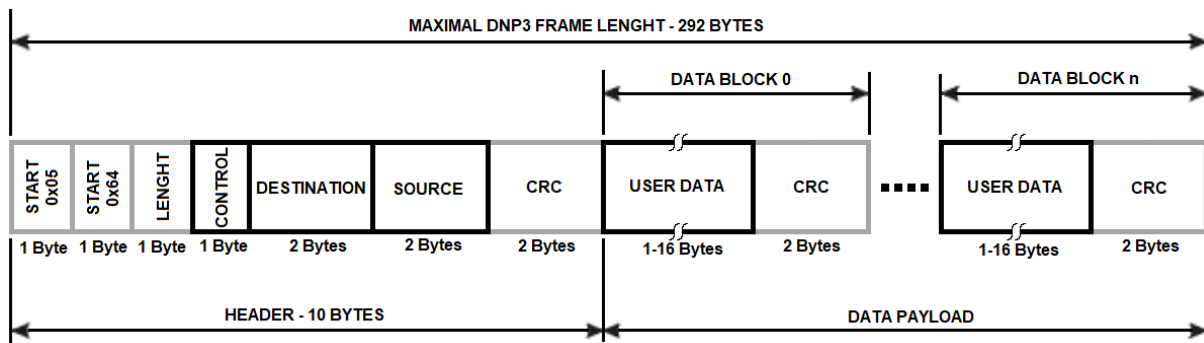 MAXIMAL DNP3 FRAME LENGHT - 292 BYTES
DATA BLOCK 0
DATA BLOCK n
START 0x05
START 0x64
LENGHT
CONTROL
DESTINATION
SOURCE
CRC
USER DATA
CRC
USER DATA
CRC
1 Byte
1 Byte
1 Byte
1 Byte
2 Bytes
2 Bytes
2 Bytes
1-16 Bytes
2 Bytes
1-16 Bytes
2 Bytes
HEADER - 10 BYTES
DATA PAYLOAD